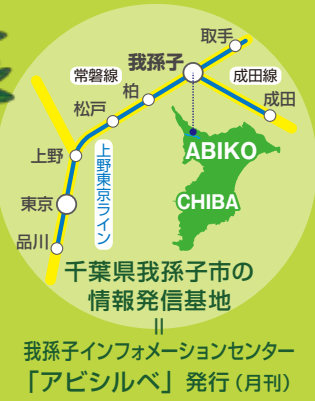 取手
我孫子
常磐線
成田線
柏
成田
松戸
上野
ABIKO
上野東京ライン
東京
CHIBA
品川
千葉県我孫子市の
情報発信基地
=
我孫子インフォメーションセンター
「アビシルベ」発行(月刊)